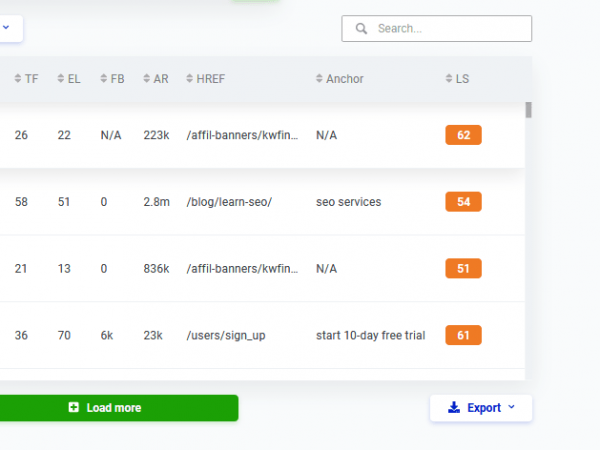 Search...
TF EL FB AR HREF Anchor LS
26 22 N/A 223k /affil-banners/kwfin... N/A 62
58 51 0 2.8m /blog/learn-seo/ seo services 54
21 13 0 836k /affil-banners/kwfin... N/A 51
36 70 6k 23k /users/sign_up start 10-day free trial 61
Load more Export